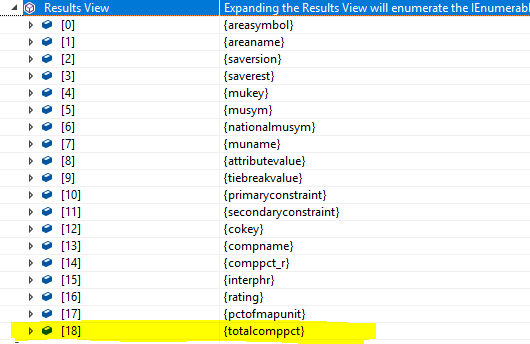 Results View Expanding the Results View will enumerate the IEnumerabl
[0] {areasymbol}
[1] {areaname}
[2] {saversion}
[3] {saverest}
[4] {mukey}
[5] {musym}
[6] {nationalmusym}
[7] {muname}
[8] {attributevalue}
[9] {tiebreakvalue}
[10] {primaryconstraint}
[11] {secondaryconstraint}
[12] {cokey}
[13] {compname}
[14] {comppct_r}
[15] {interphr}
[16] {rating}
[17] {pctofmapunit}
[18] {totalcomppct}